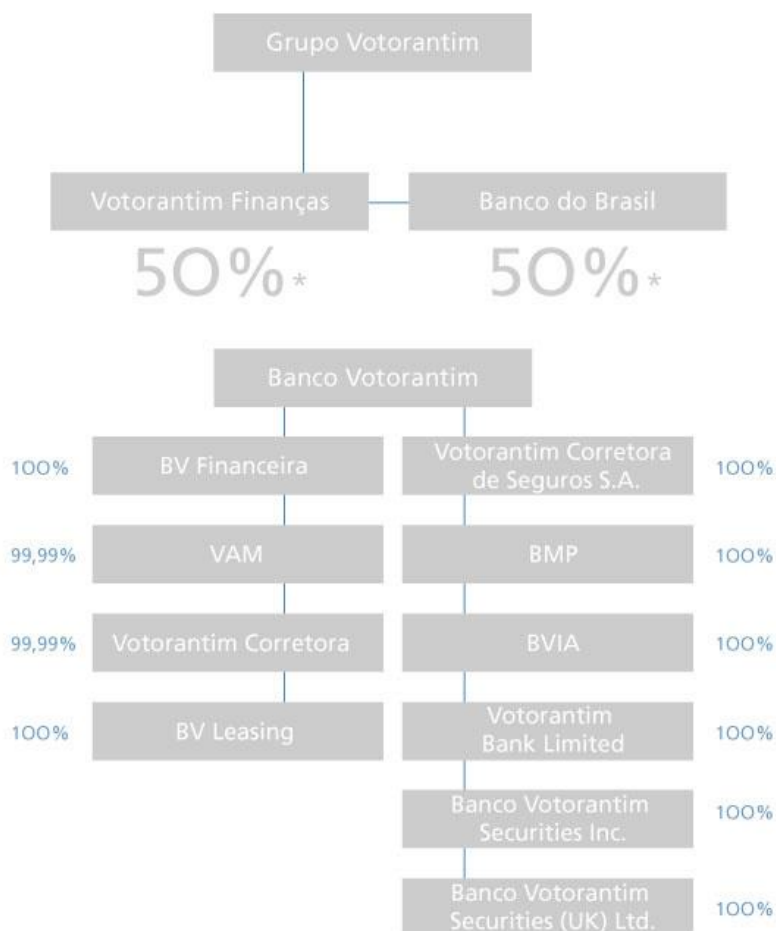 Grupo Votorantim
Votorantim Finanças
Banco do Brasil
50%*
50%*
Banco Votorantim
100%
BV Financeira
Votorantim Corretora
de Seguros S.A.
100%
99,99%
VAM
BMP
100%
99,99%
Votorantim Corretora
BVIA
100%
100%
BV Leasing
Votorantim
Bank Limited
100%
Banco Votorantim
Securities Inc.
100%
Banco Votorantim
Securities (UK) Ltd.
100%